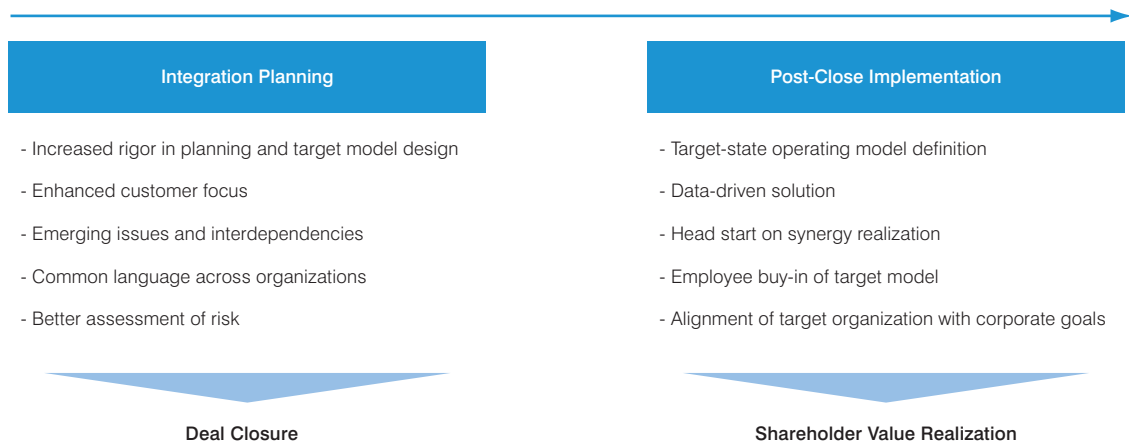 Integration Planning
- Increased rigor in planning and target model design
- Enhanced customer focus
- Emerging issues and interdependencies
- Common language across organizations
- Better assessment of risk
Deal Closure
Post-Close Implementation
- Target-state operating model definition
- Data-driven solution
- Head start on synergy realization
- Employee buy-in of target model
- Alignment of target organization with corporate goals
Shareholder Value Realization